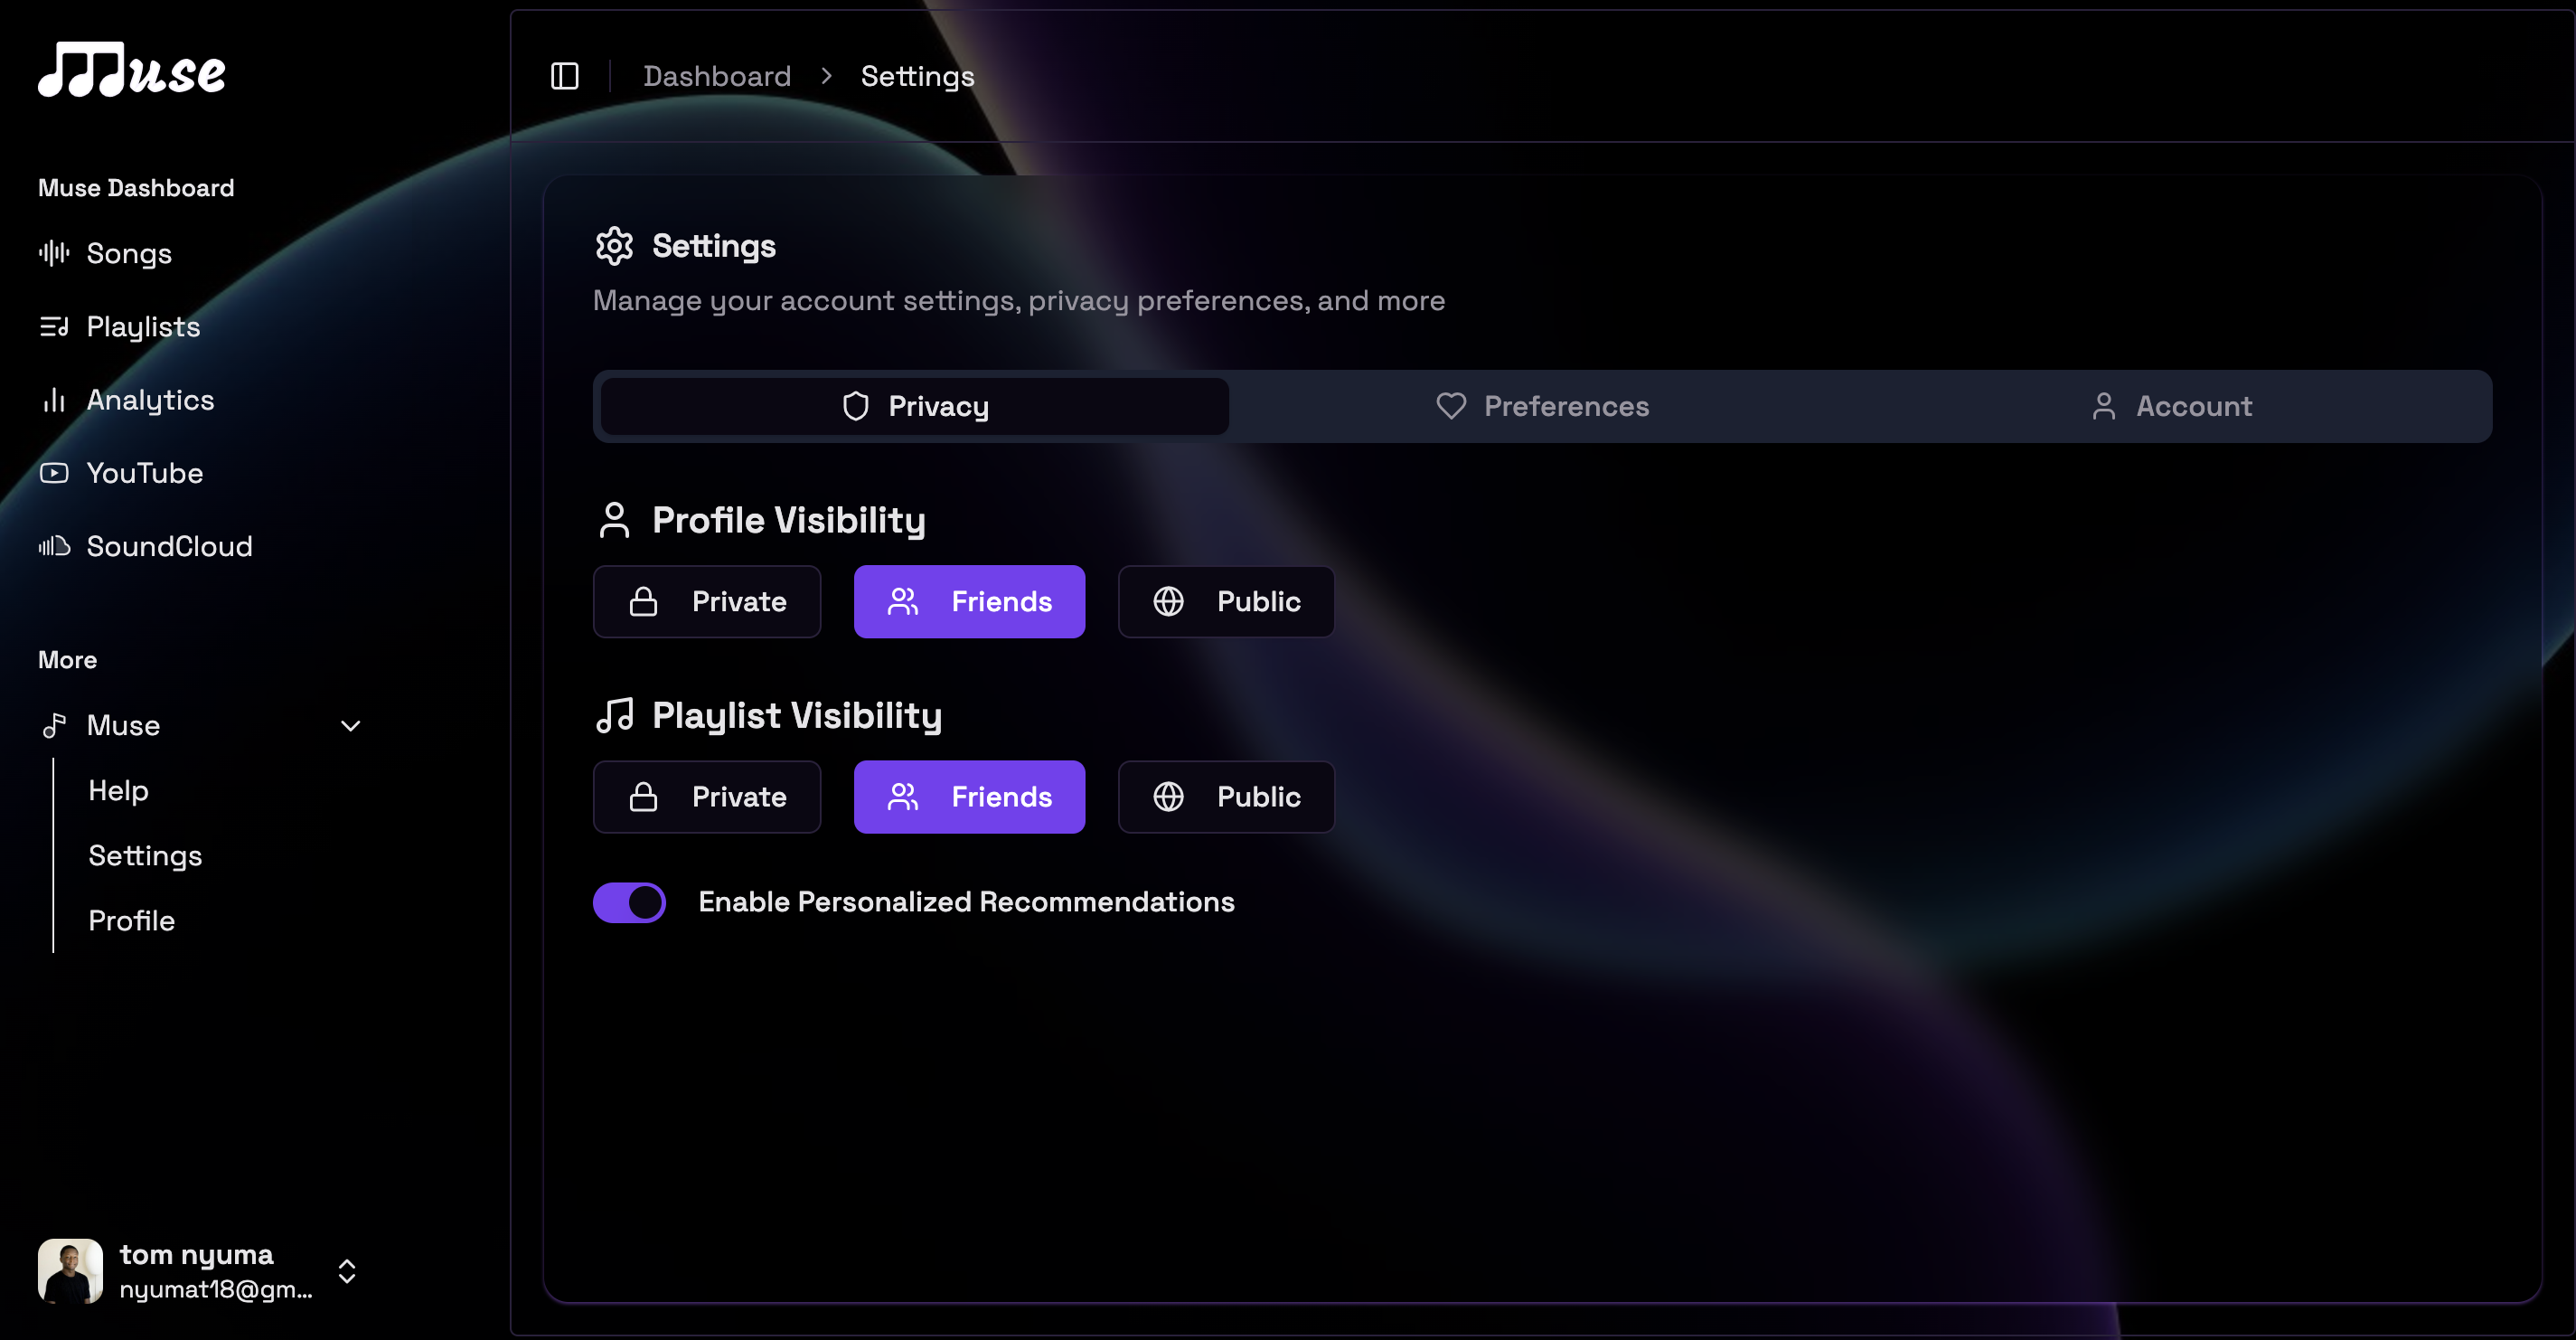 Muse
Muse Dashboard
Songs
Playlists
Analytics
YouTube
SoundCloud
More
Muse
Help
Settings
Profile
tom nyuma
nyumat18@gm...
Dashboard > Settings
Settings
Manage your account settings, privacy preferences, and more
Privacy Preferences Account
Profile Visibility
Private Friends Public
Playlist Visibility
Private Friends Public
Enable Personalized Recommendations